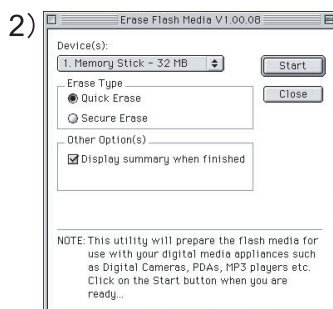 2)
Erase Flash Media V1.00.08
Device(s):
1. Memory Stick - 32 MB
Start
Erase Type
Quick Erase
Close
Secure Erase
Other Option(s)
Display summary when finished
NOTE: This utility will prepare the flash media for
use with your digital media appliances such
as Digital Cameras, PDAs, MP3 players etc.
Click on the Start button when you are
ready...